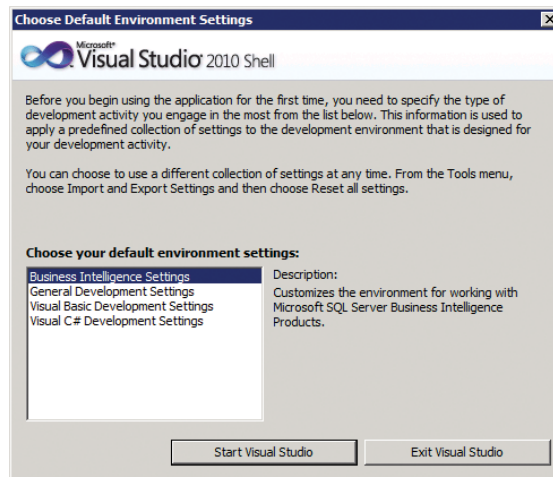 Choose Default Environment Settings
Microsoft®
Visual Studio 2010 Shell
Before you begin using the application for the first time, you need to specify the type of
development activity you engage in the most from the list below. This information is used to
apply a predefined collection of settings to the development environment that is designed for
your development activity.
You can choose to use a different collection of settings at any time. From the Tools menu,
choose Import and Export Settings and then choose Reset all settings.
Choose your default environment settings:
Business Intelligence Settings
General Development Settings
Visual Basic Development Settings
Visual C# Development Settings
Description:
Customizes the environment for working with
Microsoft SQL Server Business Intelligence
Products.
Start Visual Studio
Exit Visual Studio